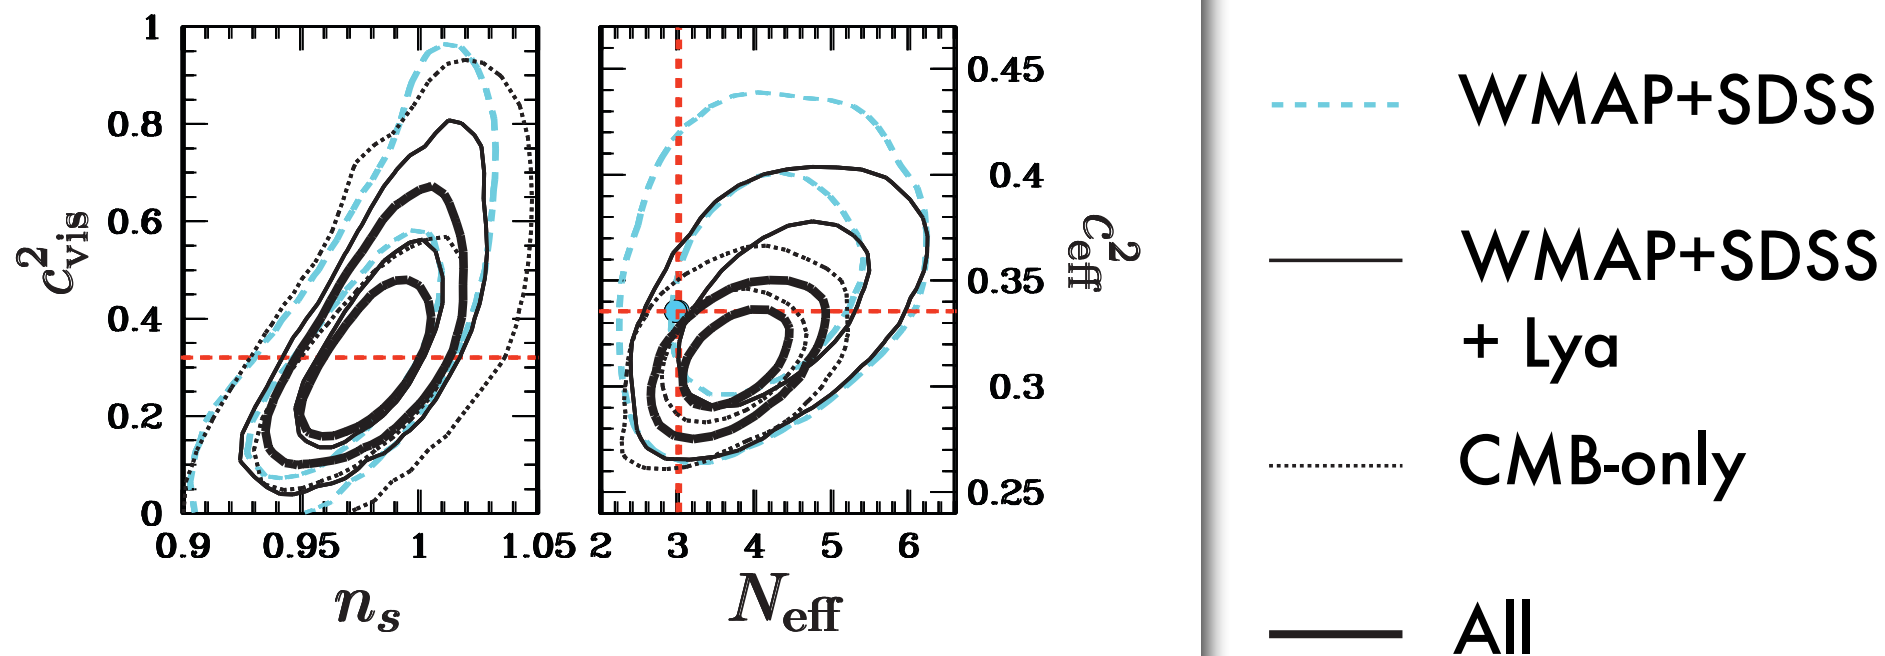 1
0.8
0.6
0.4
0.2
0
c²vis
0.9 0.95 1 1.05
nₛ
2 3 4 5 6
Neff
0.45
0.4
0.35
0.3
0.25
c²eff
WMAP+SDSS
WMAP+SDSS
+ Lya
CMB-only
All